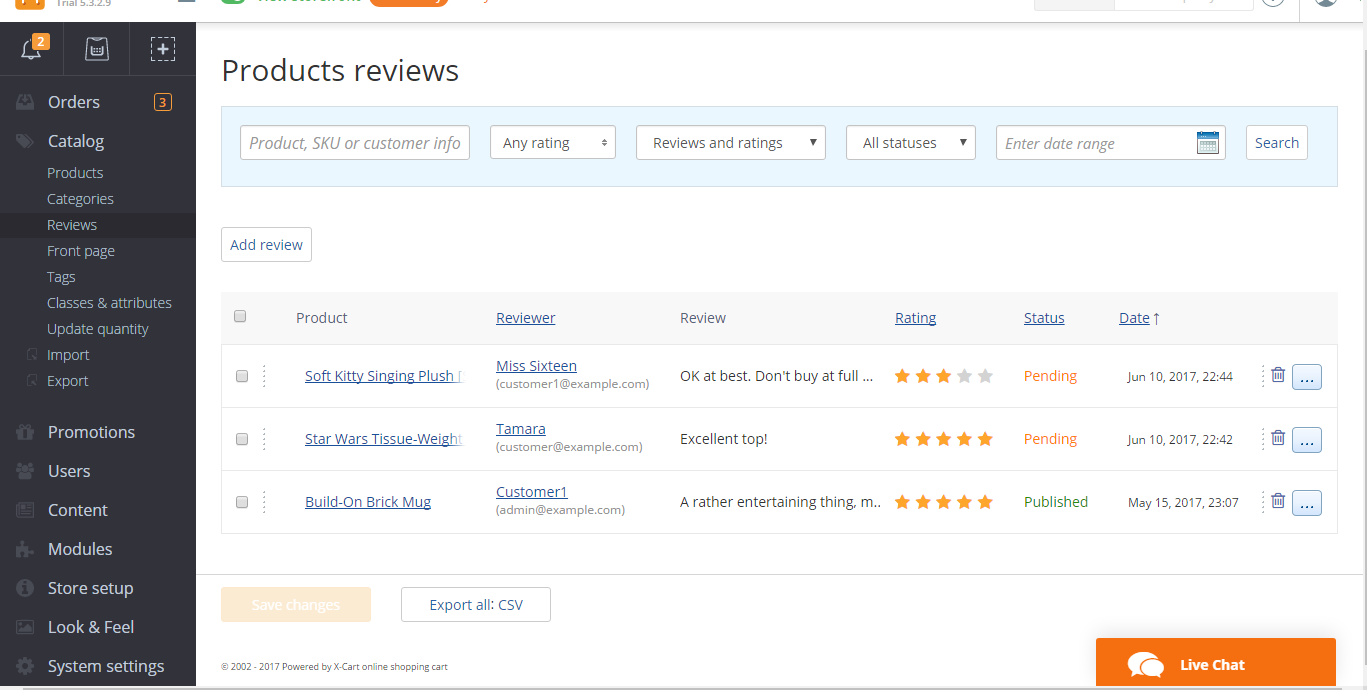 Trial 5.3.2.9
2
Orders 3
Catalog
Products
Categories
Reviews
Front page
Tags
Classes & attributes
Update quantity
Import
Export
Promotions
Users
Content
Modules
Store setup
Look & Feel
System settings
Products reviews
Product, SKU or customer info
Any rating
Reviews and ratings
All statuses
Enter date range
Search
Add review
Product Reviewer Review Rating Status Date ↑
Soft Kitty Singing Plush [ Miss Sixteen (customer1@example.com) OK at best. Don't buy at full ... Pending Jun 10, 2017, 22:44 ...
Star Wars Tissue-Weight Tamara (customer@example.com) Excellent top! Pending Jun 10, 2017, 22:42 ...
Build-On Brick Mug Customer1 (admin@example.com) A rather entertaining thing, m.. Published May 15, 2017, 23:07 ...
Save changes
Export all: CSV
© 2002 - 2017 Powered by X-Cart online shopping cart
Live Chat